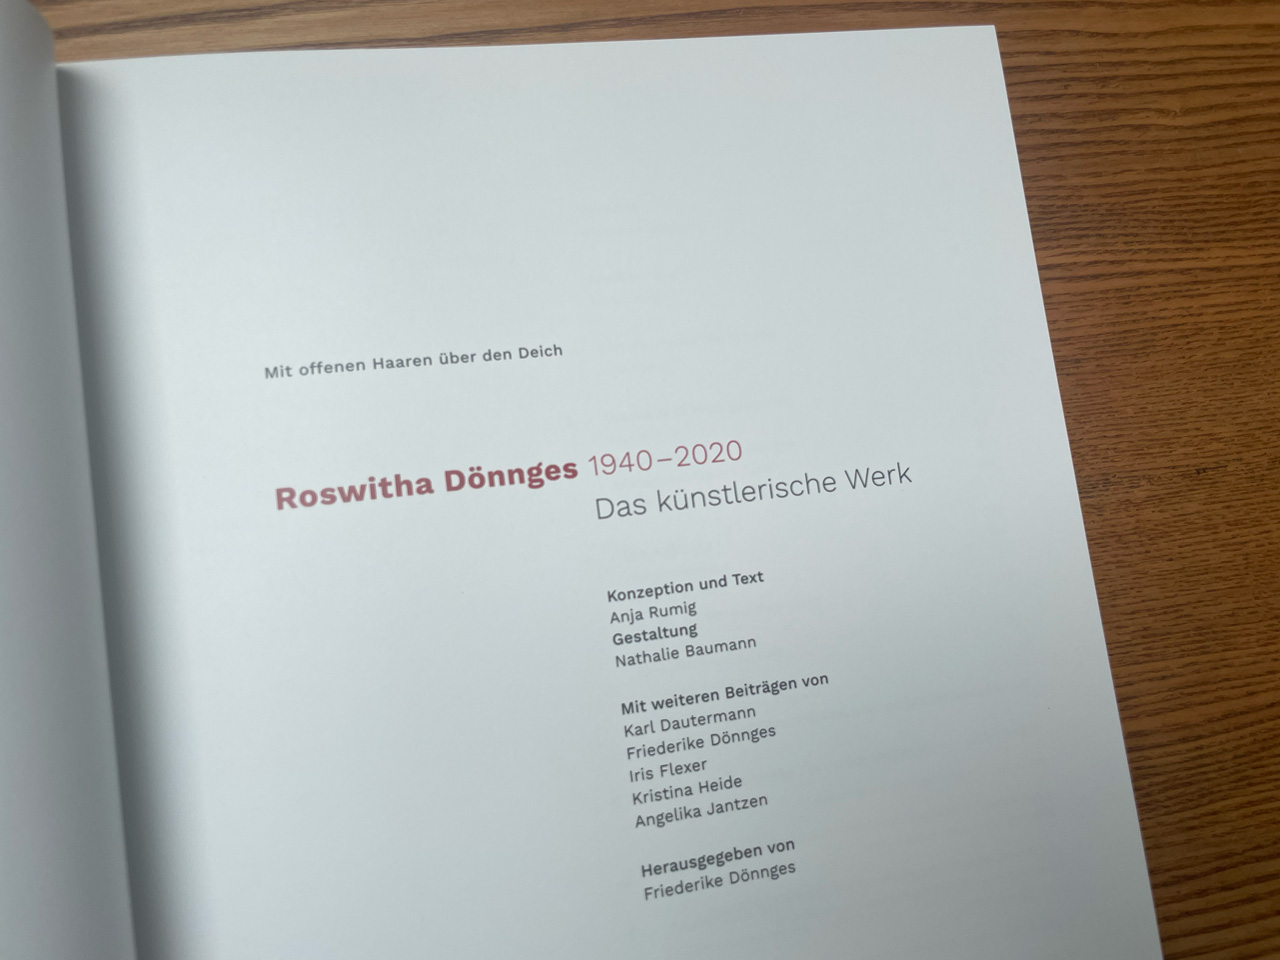 Mit offenen Haaren über den Deich
Roswitha Dönnges 1940–2020
Das künstlerische Werk
Konzeption und Text
Anja Rumig
Gestaltung
Nathalie Baumann
Mit weiteren Beiträgen von
Karl Dautermann
Friederike Dönnges
Iris Flexer
Kristina Heide
Angelika Jantzen
Herausgegeben von
Friederike Dönnges